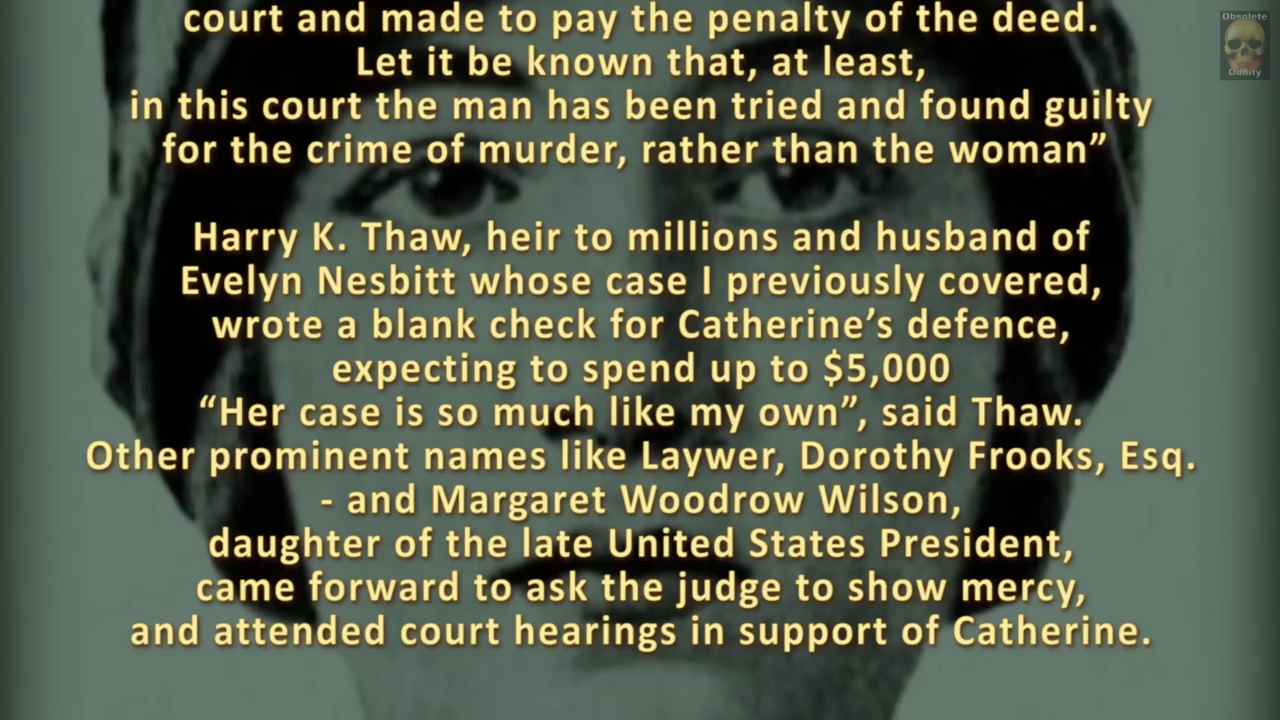 court and made to pay the penalty of the deed.
Let it be known that, at least,
in this court the man has been tried and found guilty
for the crime of murder, rather than the woman”
Harry K. Thaw, heir to millions and husband of
Evelyn Nesbitt whose case I previously covered,
wrote a blank check for Catherine’s defence,
expecting to spend up to $5,000
“Her case is so much like my own”, said Thaw.
Other prominent names like Laywer, Dorothy Frooks, Esq.
- and Margaret Woodrow Wilson,
daughter of the late United States President,
came forward to ask the judge to show mercy,
and attended court hearings in support of Catherine.
Obsolete
Oddity